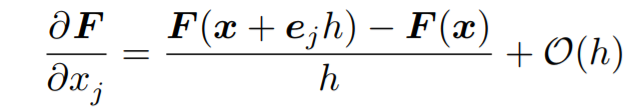 ∂F/∂x_j = (F(x + e_j h) − F(x))/h + O(h)